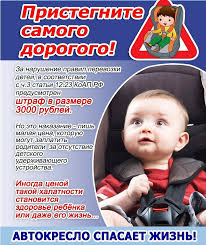 Пристегните
самого
дорогого!
За нарушение правил перевозки
детей, в соответствии
с ч.3 статьи 12.23 КоАП РФ
предусмотрен
штраф в размере
3000 рублей.
Но это наказание – лишь
малая цена, которую
могут заплатить
родители за отсутствие
детского
удерживающего
устройства.
Иногда ценой
такой халатности
становится
здоровье ребёнка
или даже его жизнь...
АВТОКРЕСЛО СПАСАЕТ ЖИЗНЬ!